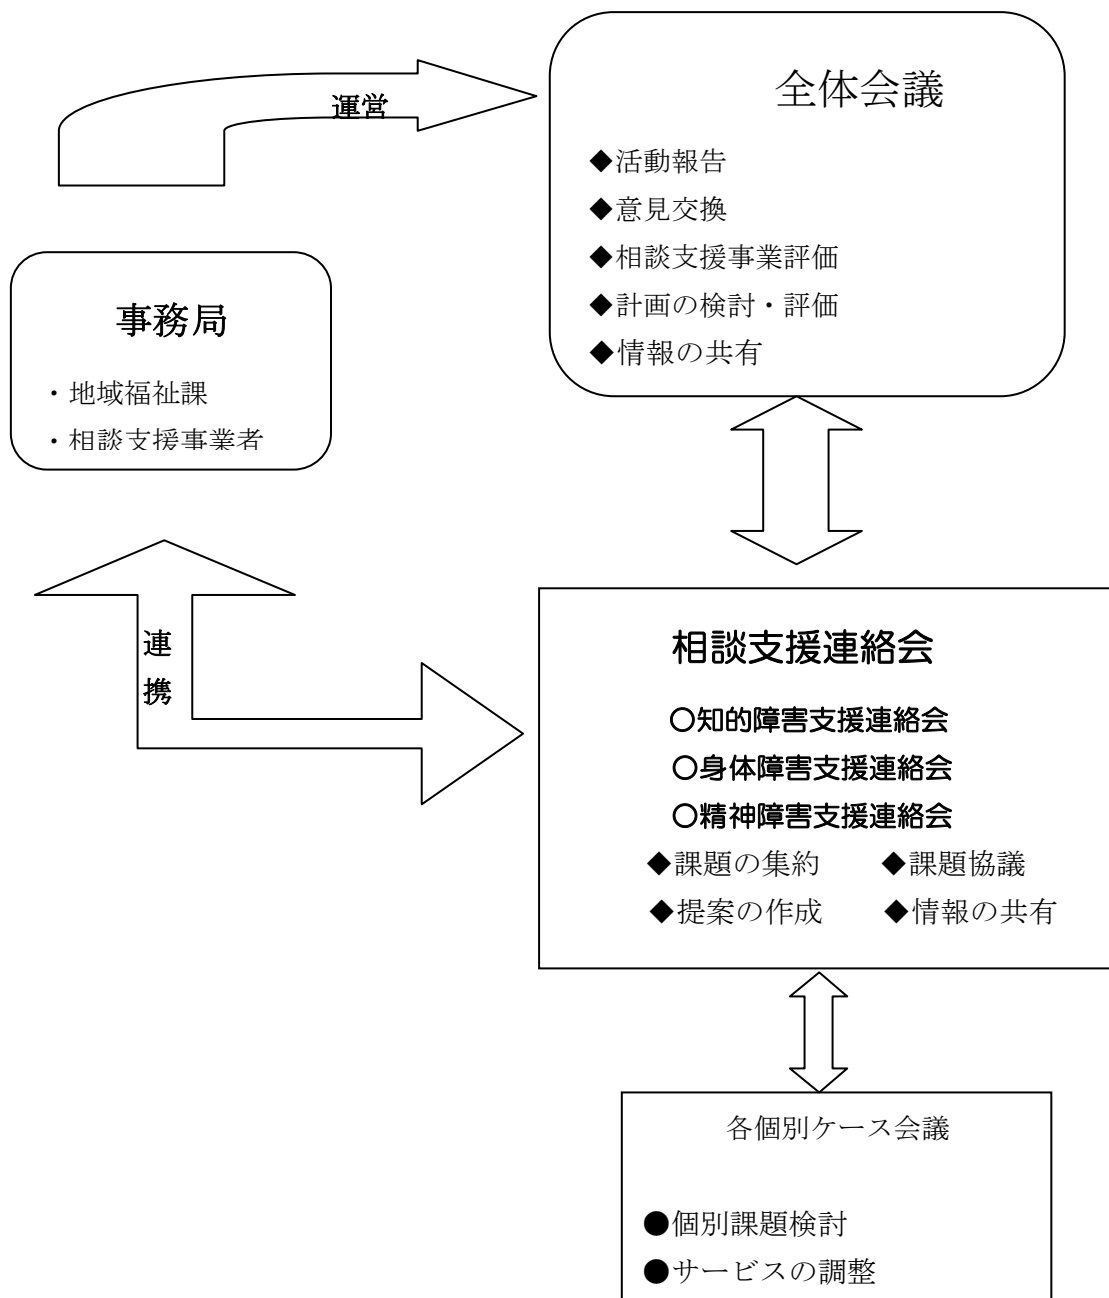 運営
全体会議
◆活動報告
◆意見交換
◆相談支援事業評価
◆計画の検討・評価
◆情報の共有
事務局
・地域福祉課
・相談支援事業者
連
携
相談支援連絡会
○知的障害支援連絡会
○身体障害支援連絡会
○精神障害支援連絡会
◆課題の集約 ◆課題協議
◆提案の作成 ◆情報の共有
各個別ケース会議
●個別課題検討
●サービスの調整